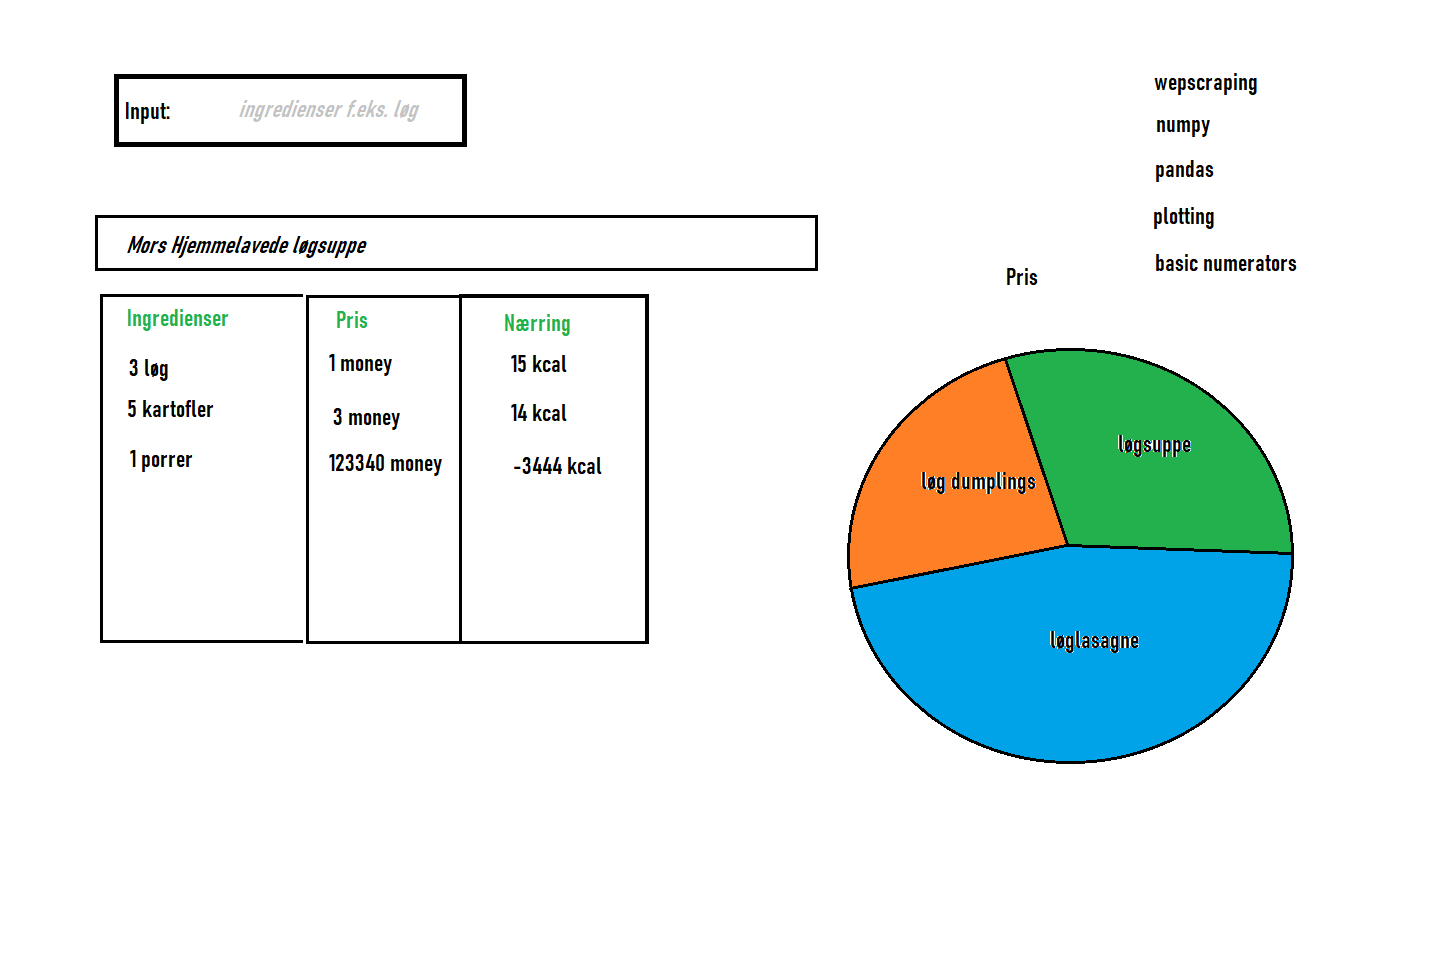 Input: ingredienser f.eks. løg
Mors Hjemmelavede løgsuppe
Ingredienser Pris Nærring
3 løg 1 money 15 kcal
5 kartofler 3 money 14 kcal
1 porrer 123340 money -3444 kcal
wepscraping
numpy
pandas
plotting
basic numerators
Pris
løgsuppe
løg dumplings
løglasagne